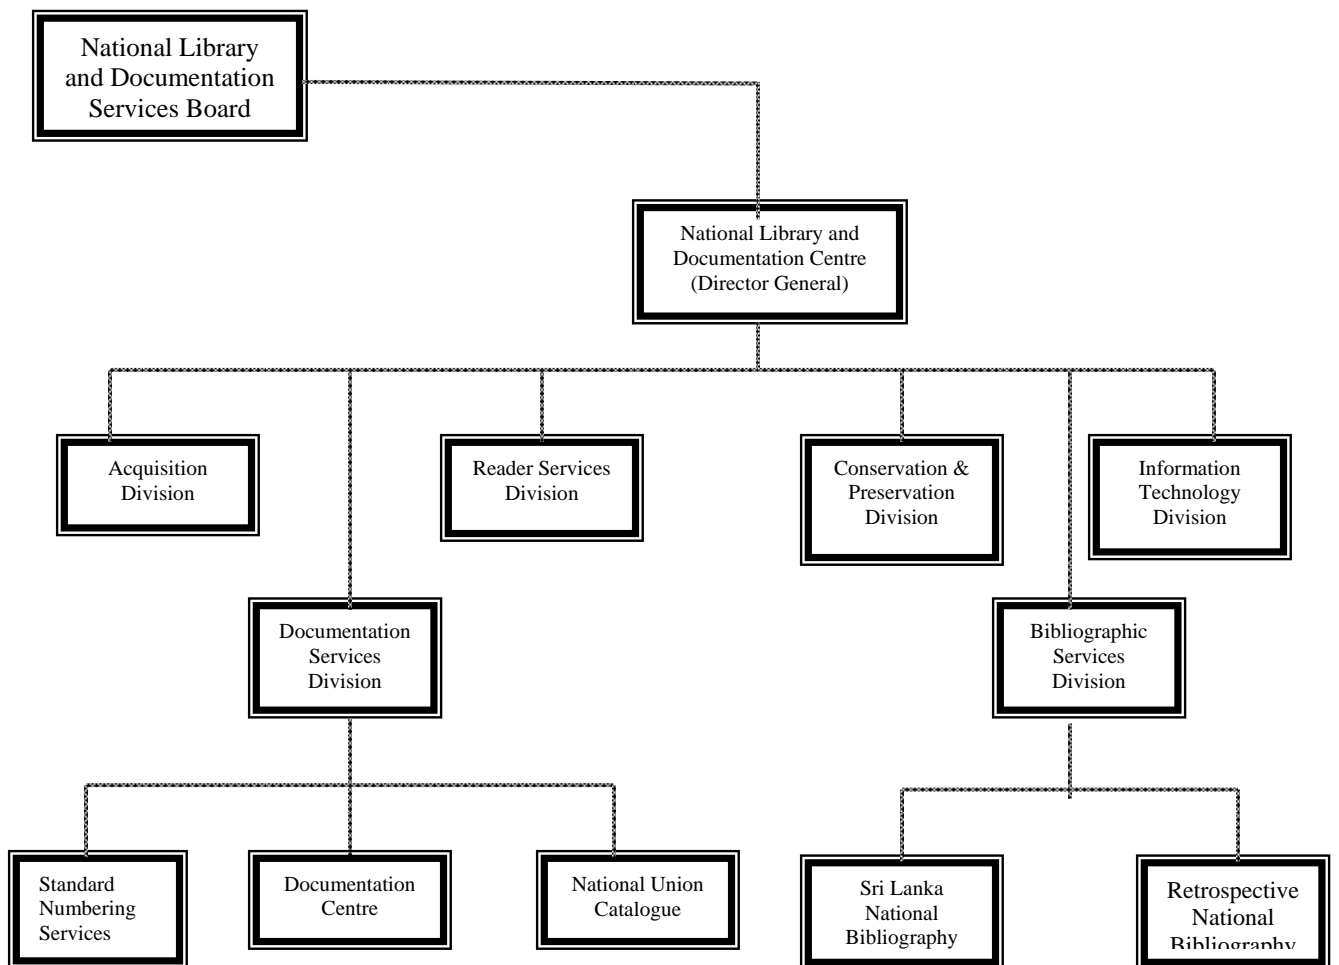 National Library
and Documentation
Services Board
National Library and
Documentation Centre
(Director General)
Acquisition
Division
Reader Services
Division
Conservation &
Preservation
Division
Information
Technology
Division
Documentation
Services
Division
Bibliographic
Services
Division
Standard
Numbering
Services
Documentation
Centre
National Union
Catalogue
Sri Lanka
National
Bibliography
Retrospective
National
Bibliography